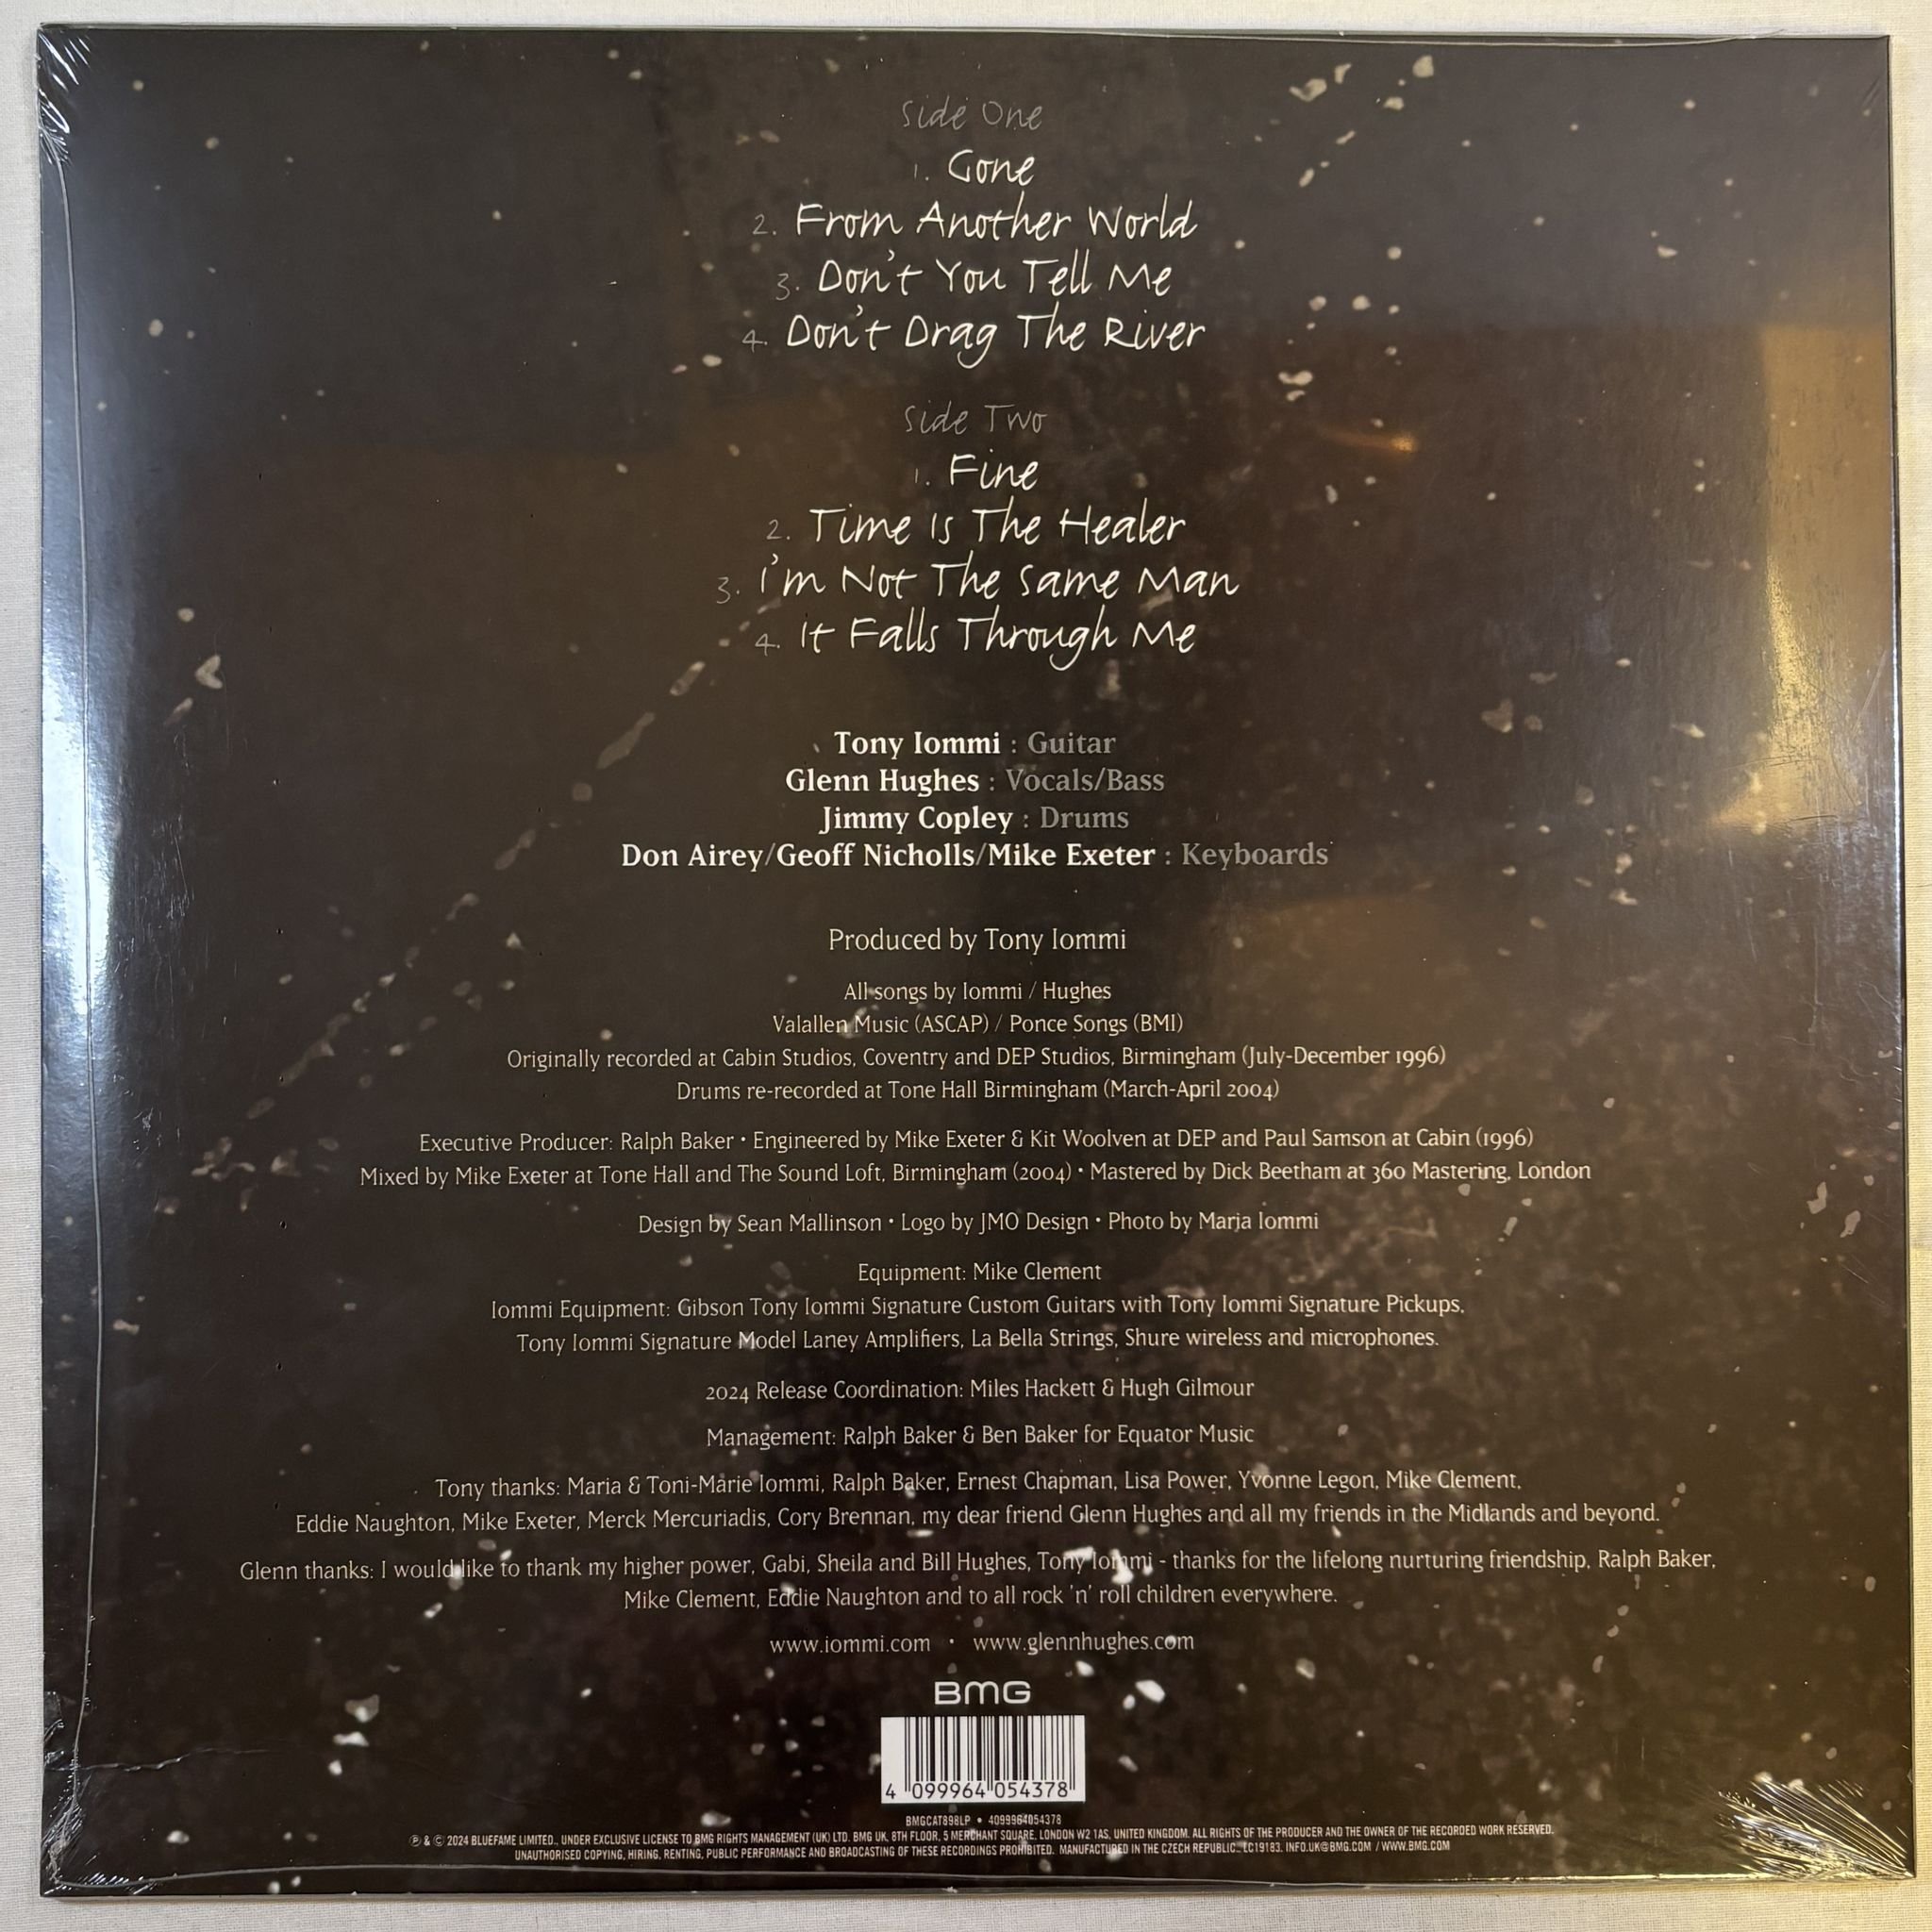 Side One
1. Gone
2. From Another World
3. Don't You Tell Me
4. Don't Drag The River
Side Two
1. Fine
2. Time Is The Healer
3. I'm Not The Same Man
4. It Falls Through Me
Tony Iommi : Guitar
Glenn Hughes : Vocals/Bass
Jimmy Copley : Drums
Don Airey/Geoff Nicholls/Mike Exeter : Keyboards
Produced by Tony Iommi
All songs by Iommi / Hughes
Valallen Music (ASCAP) / Ponce Songs (BMI)
Originally recorded at Cabin Studios, Coventry and DEP Studios, Birmingham (July-December 1996)
Drums re-recorded at Tone Hall Birmingham (March-April 2004)
Executive Producer: Ralph Baker • Engineered by Mike Exeter & Kit Woolven at DEP and Paul Samson at Cabin (1996)
Mixed by Mike Exeter at Tone Hall and The Sound Loft, Birmingham (2004) • Mastered by Dick Beetham at 360 Mastering, London
Design by Sean Mallinson • Logo by JMO Design • Photo by Marja Iommi
Equipment: Mike Clement
Iommi Equipment: Gibson Tony Iommi Signature Custom Guitars with Tony Iommi Signature Pickups,
Tony Iommi Signature Model Laney Amplifiers, La Bella Strings, Shure wireless and microphones.
2024 Release Coordination: Miles Hackett & Hugh Gilmour
Management: Ralph Baker & Ben Baker for Equator Music
Tony thanks: Maria & Toni-Marie Iommi, Ralph Baker, Ernest Chapman, Lisa Power, Yvonne Legon, Mike Clement,
Eddie Naughton, Mike Exeter, Merck Mercuriadis, Cory Brennan, my dear friend Glenn Hughes and all my friends in the Midlands and beyond.
Glenn thanks: I would like to thank my higher power, Gabi, Sheila and Bill Hughes, Tony Iommi - thanks for the lifelong nurturing friendship, Ralph Baker,
Mike Clement, Eddie Naughton and to all rock 'n' roll children everywhere.
www.iommi.com • www.glennhughes.com
BMG
4 099964 054378
BMGCAT898LP • 4099964054378
℗ & © 2024 BLUEFAME LIMITED., UNDER EXCLUSIVE LICENSE TO BMG RIGHTS MANAGEMENT (UK) LTD. BMG UK, 8TH FLOOR, 5 MERCHANT SQUARE, LONDON W2 1AS, UNITED KINGDOM. ALL RIGHTS OF THE PRODUCER AND THE OWNER OF THE RECORDED WORK RESERVED.
UNAUTHORISED COPYING, HIRING, RENTING, PUBLIC PERFORMANCE AND BROADCASTING OF THESE RECORDINGS PROHIBITED. MANUFACTURED IN THE CZECH REPUBLIC. LC19183. INFO.UK@BMG.COM / WWW.BMG.COM